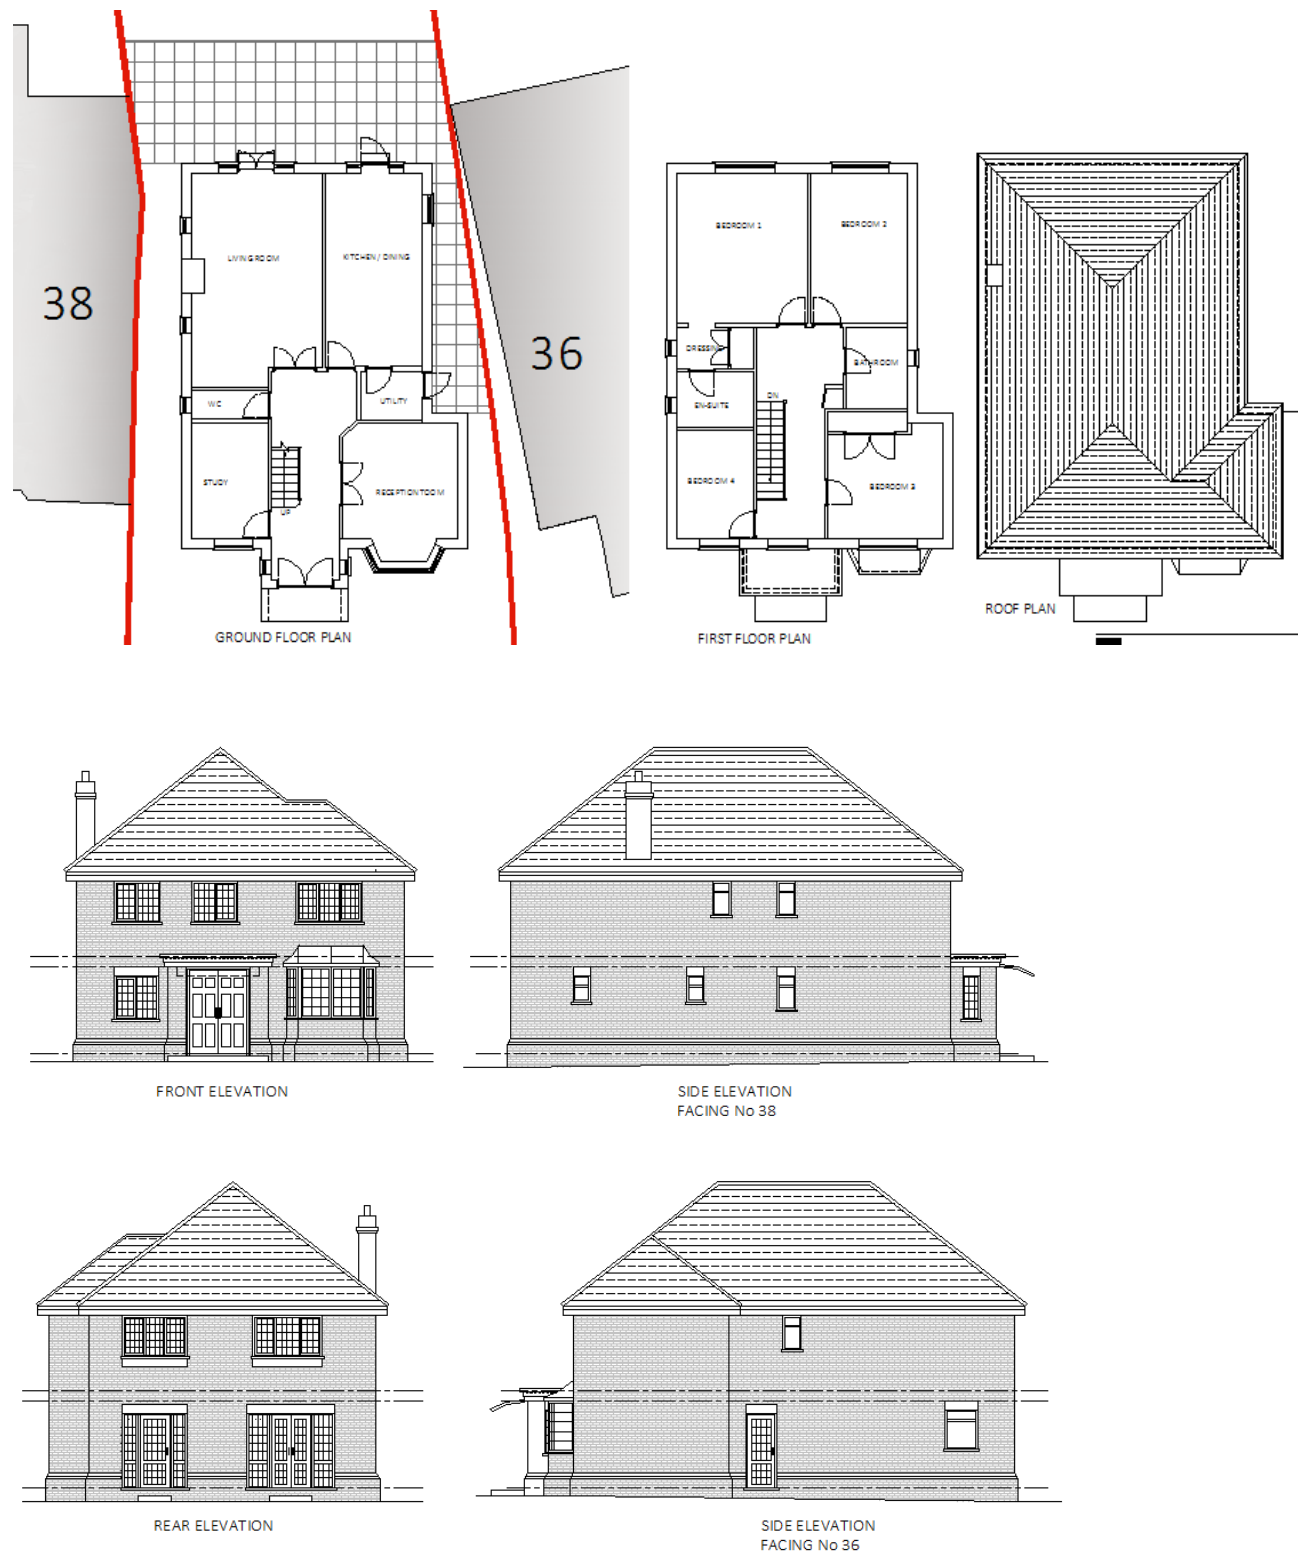 38
36
LIVING ROOM
KITCHEN / DINING
WC
UTILITY
STUDY
RECEPTION TOOM
UP
GROUND FLOOR PLAN
BEDROOM 1
BEDROOM 2
DRESSING
BATHROOM
EN-SUITE
DN
BEDROOM 4
BEDROOM 3
FIRST FLOOR PLAN
ROOF PLAN
FRONT ELEVATION
SIDE ELEVATION
FACING No 38
REAR ELEVATION
SIDE ELEVATION
FACING No 36